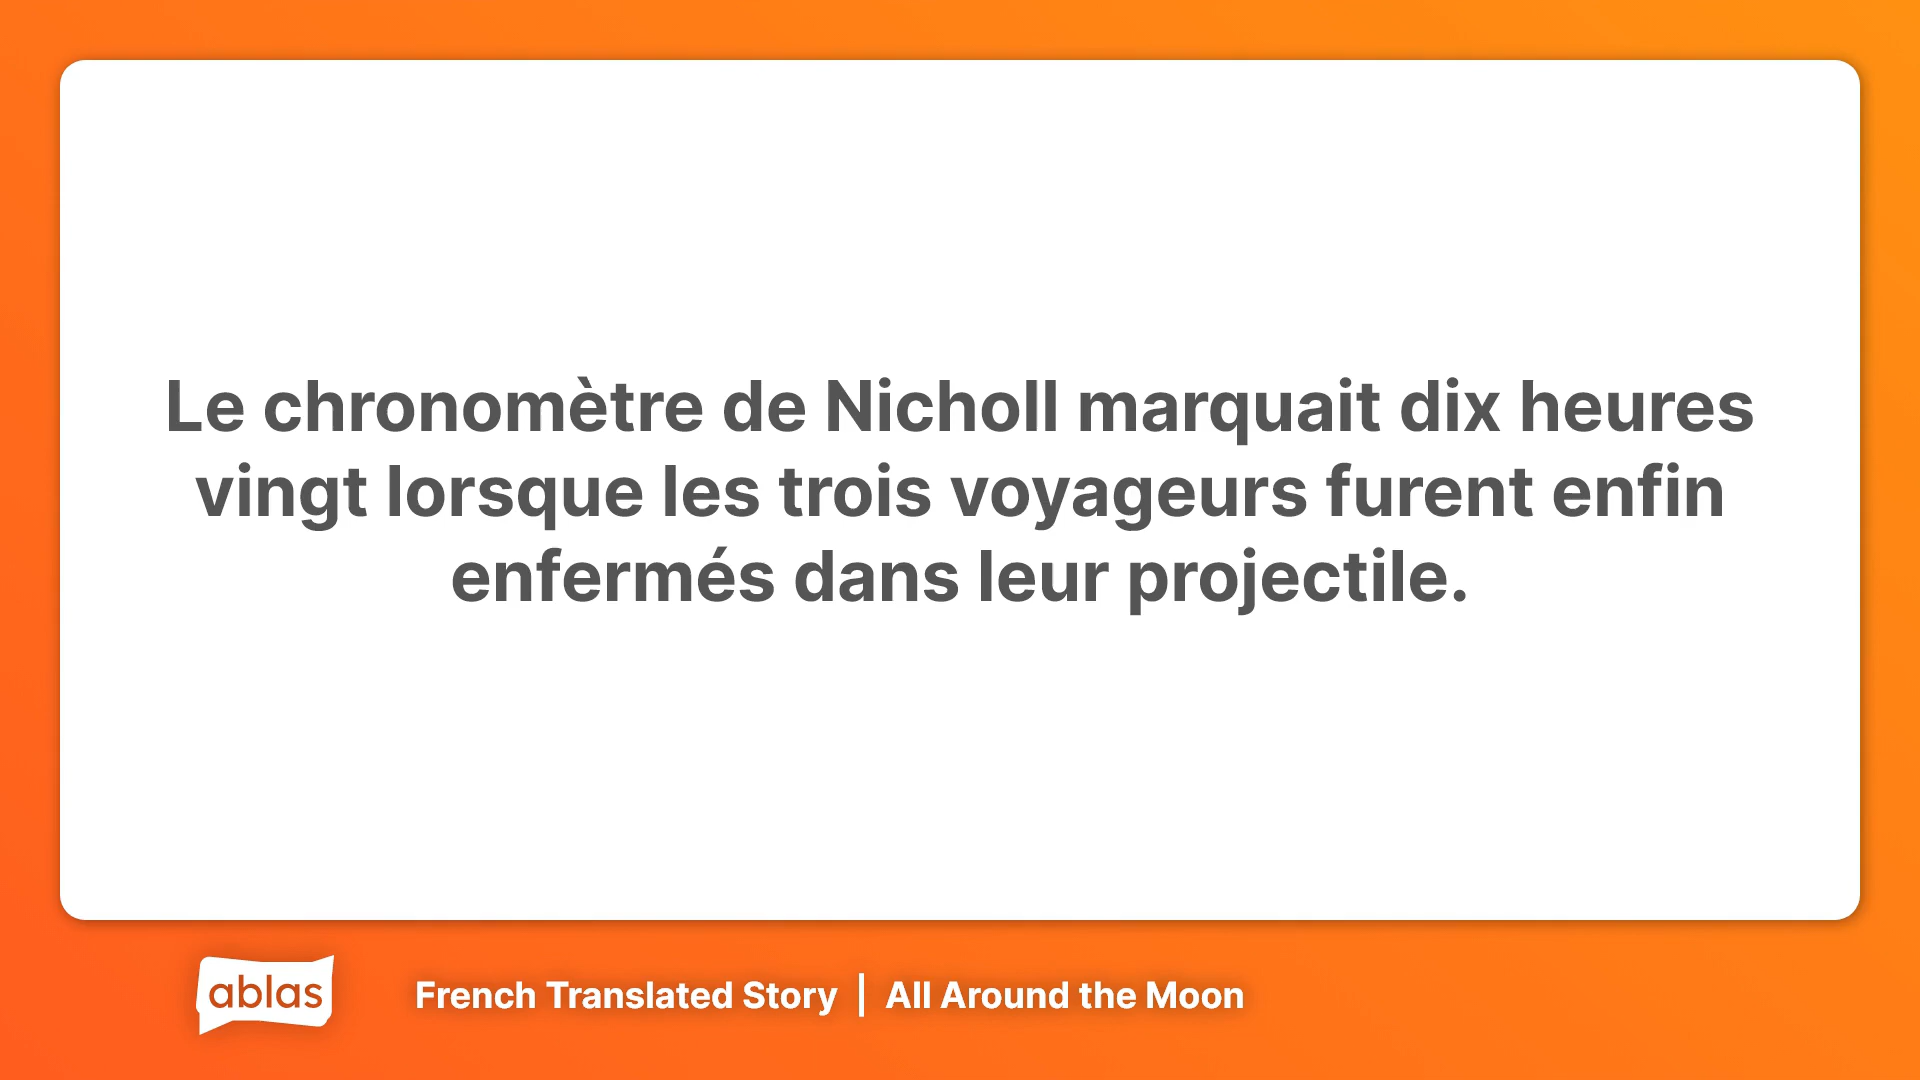 Le chronomètre de Nicholl marquait dix heures
vingt lorsque les trois voyageurs furent enfin
enfermés dans leur projectile.
ablas
French Translated Story | All Around the Moon